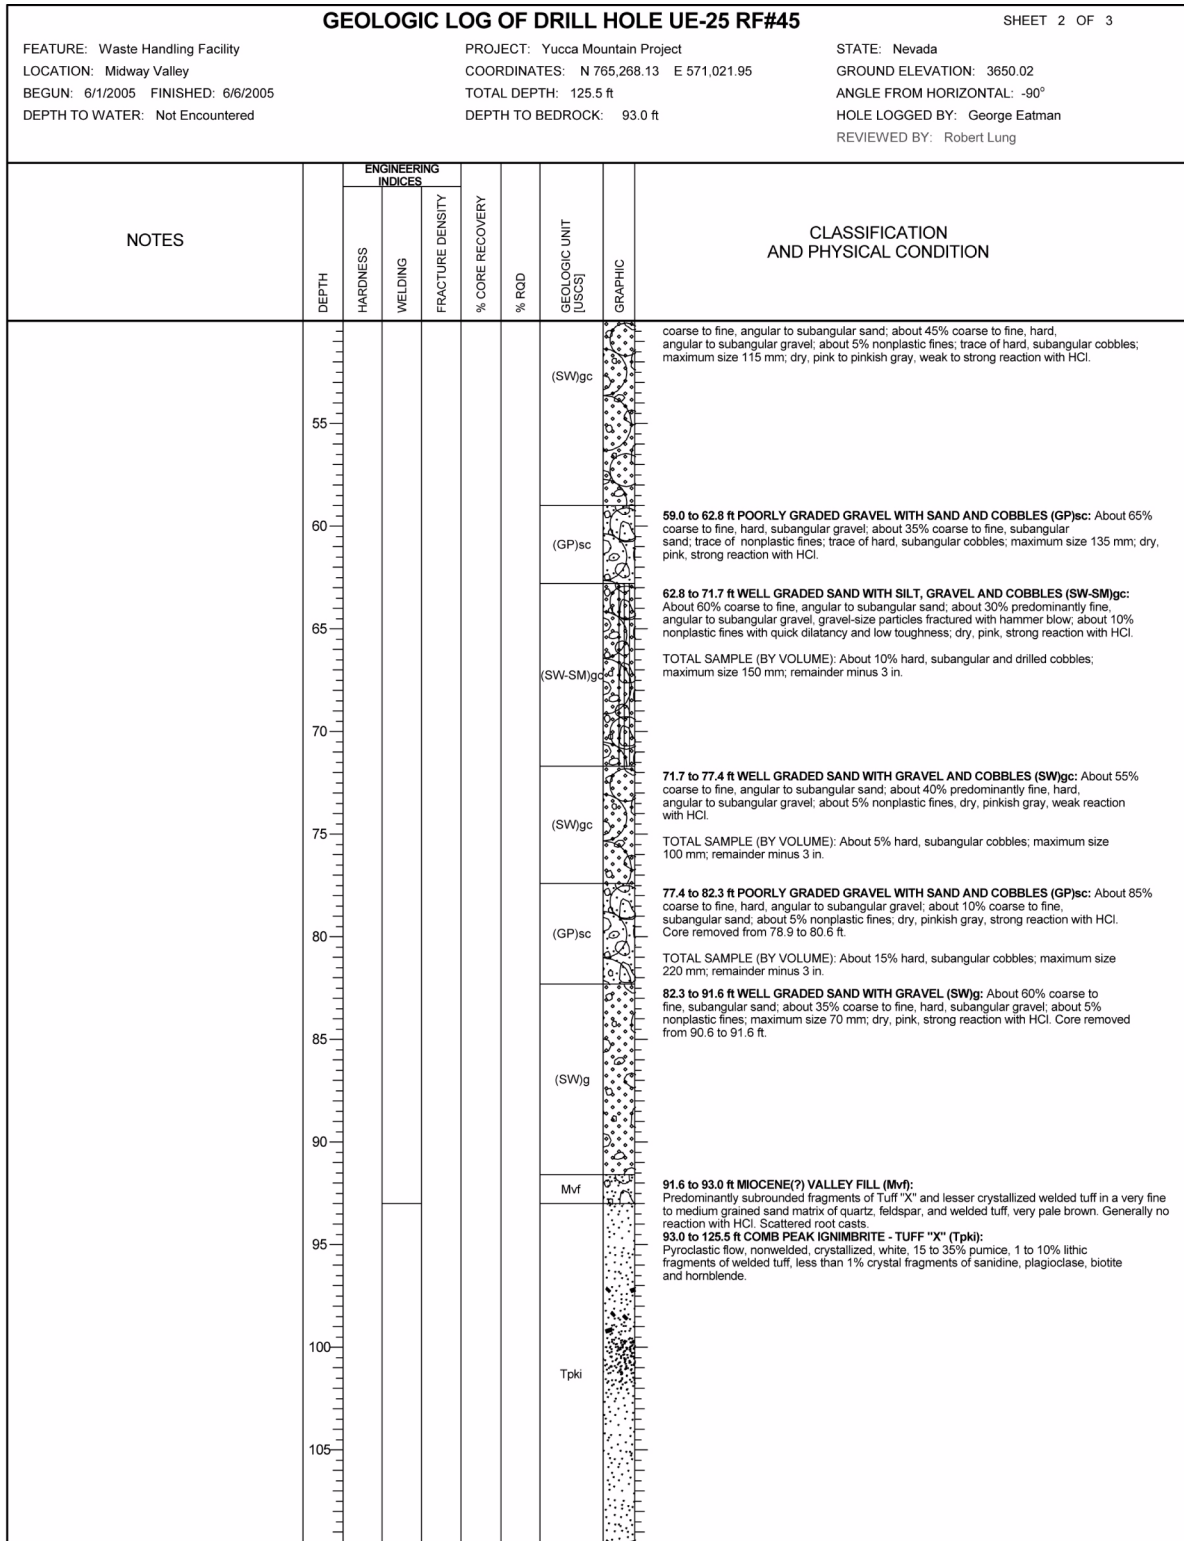 GEOLOGIC LOG OF DRILL HOLE UE-25 RF#45
SHEET 2 OF 3
FEATURE: Waste Handling Facility
PROJECT: Yucca Mountain Project
STATE: Nevada
LOCATION: Midway Valley
COORDINATES: N 765,268.13 E 571,021.95
GROUND ELEVATION: 3650.02
BEGUN: 6/1/2005 FINISHED: 6/6/2005
TOTAL DEPTH: 125.5 ft
ANGLE FROM HORIZONTAL: -90°
DEPTH TO WATER: Not Encountered
DEPTH TO BEDROCK: 93.0 ft
HOLE LOGGED BY: George Eatman
REVIEWED BY: Robert Lung
NOTES
DEPTH
ENGINEERING
INDICES
HARDNESS
WELDING
FRACTURE DENSITY
% CORE RECOVERY
% RQD
GEOLOGIC UNIT
[USCS]
GRAPHIC
CLASSIFICATION
AND PHYSICAL CONDITION
coarse to fine, angular to subangular sand; about 45% coarse to fine, hard,
angular to subangular gravel; about 5% nonplastic fines; trace of hard, subangular cobbles;
maximum size 115 mm; dry, pink to pinkish gray, weak to strong reaction with HCl.
(SW)gc
55
59.0 to 62.8 ft POORLY GRADED GRAVEL WITH SAND AND COBBLES (GP)sc: About 65%
coarse to fine, hard, subangular gravel; about 35% coarse to fine, subangular
sand; trace of nonplastic fines; trace of hard, subangular cobbles; maximum size 135 mm; dry,
pink, strong reaction with HCl.
60
(GP)sc
62.8 to 71.7 ft WELL GRADED SAND WITH SILT, GRAVEL AND COBBLES (SW-SM)gc:
About 60% coarse to fine, angular to subangular sand; about 30% predominantly fine,
angular to subangular gravel, gravel-size particles fractured with hammer blow; about 10%
nonplastic fines with quick dilatancy and low toughness; dry, pink, strong reaction with HCl.
65
TOTAL SAMPLE (BY VOLUME): About 10% hard, subangular and drilled cobbles;
maximum size 150 mm; remainder minus 3 in.
(SW-SM)gc
70
71.7 to 77.4 ft WELL GRADED SAND WITH GRAVEL AND COBBLES (SW)gc: About 55%
coarse to fine, angular to subangular sand; about 40% predominantly fine, hard,
angular to subangular gravel; about 5% nonplastic fines, dry, pinkish gray, weak reaction
with HCl.
(SW)gc
75
TOTAL SAMPLE (BY VOLUME): About 5% hard, subangular cobbles; maximum size
100 mm; remainder minus 3 in.
77.4 to 82.3 ft POORLY GRADED GRAVEL WITH SAND AND COBBLES (GP)sc: About 85%
coarse to fine, hard, angular to subangular gravel; about 10% coarse to fine,
subangular sand; about 5% nonplastic fines; dry, pinkish gray, strong reaction with HCl.
Core removed from 78.9 to 80.6 ft.
(GP)sc
80
TOTAL SAMPLE (BY VOLUME): About 15% hard, subangular cobbles; maximum size
220 mm; remainder minus 3 in.
82.3 to 91.6 ft WELL GRADED SAND WITH GRAVEL (SW)g: About 60% coarse to
fine, subangular sand; about 35% coarse to fine, hard, subangular gravel; about 5%
nonplastic fines; maximum size 70 mm; dry, pink, strong reaction with HCl. Core removed
from 90.6 to 91.6 ft.
85
(SW)g
90
91.6 to 93.0 ft MIOCENE(?) VALLEY FILL (Mvf):
Predominantly subrounded fragments of Tuff "X" and lesser crystallized welded tuff in a very fine
to medium grained sand matrix of quartz, feldspar, and welded tuff, very pale brown. Generally no
reaction with HCl. Scattered root casts.
Mvf
93.0 to 125.5 ft COMB PEAK IGNIMBRITE - TUFF "X" (Tpki):
Pyroclastic flow, nonwelded, crystallized, white, 15 to 35% pumice, 1 to 10% lithic
fragments of welded tuff, less than 1% crystal fragments of sanidine, plagioclase, biotite
and hornblende.
95
100
Tpki
105